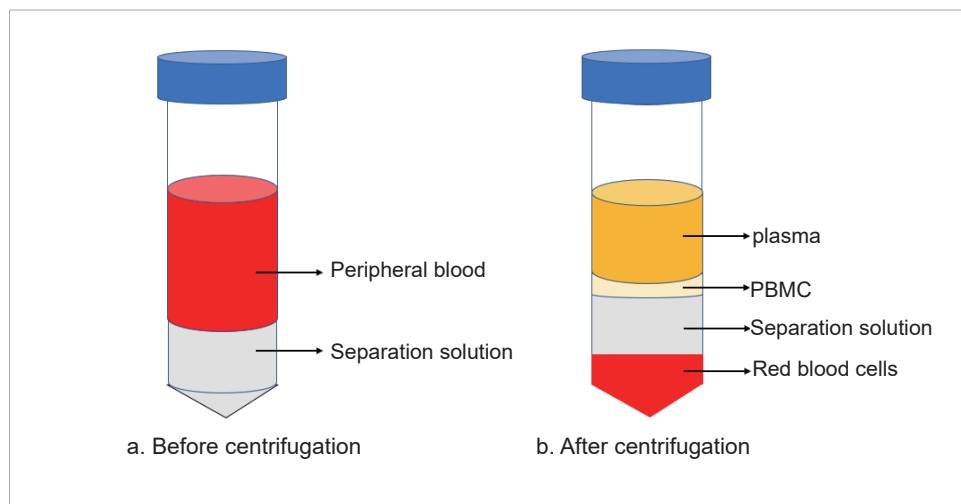 Peripheral blood
Separation solution
a. Before centrifugation
plasma
PBMC
Separation solution
Red blood cells
b. After centrifugation